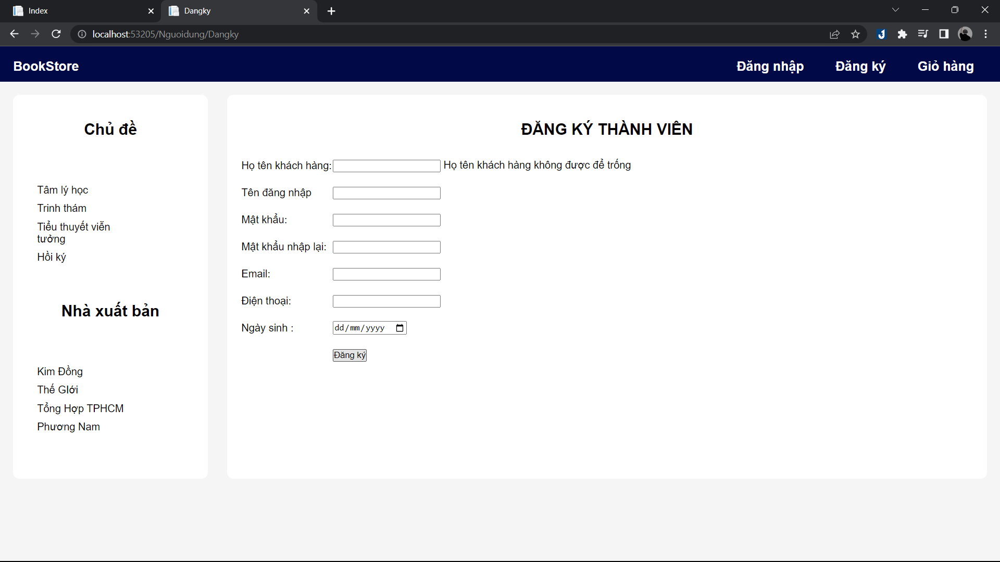 Index
Dangky
localhost:53205/Nguoidung/Dangky
BookStore
Đăng nhập
Đăng ký
Giỏ hàng
Chủ đề
Tâm lý học
Trinh thám
Tiểu thuyết viễn
tưởng
Hồi ký
Nhà xuất bản
Kim Đồng
Thế GIới
Tổng Hợp TPHCM
Phương Nam
ĐĂNG KÝ THÀNH VIÊN
Họ tên khách hàng: Họ tên khách hàng không được để trống
Tên đăng nhập
Mật khẩu:
Mật khẩu nhập lại:
Email:
Điện thoại:
Ngày sinh : dd/mm/yyyy
Đăng ký